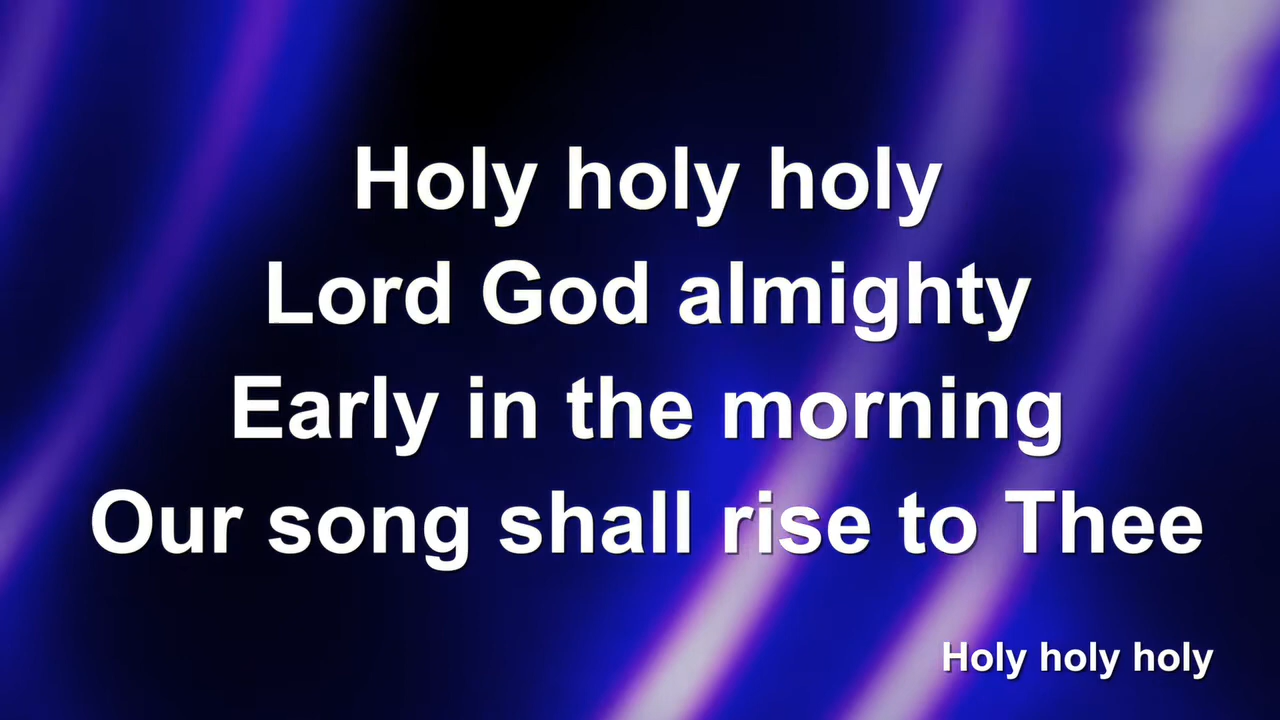 Holy holy holy
Lord God almighty
Early in the morning
Our song shall rise to Thee
Holy holy holy